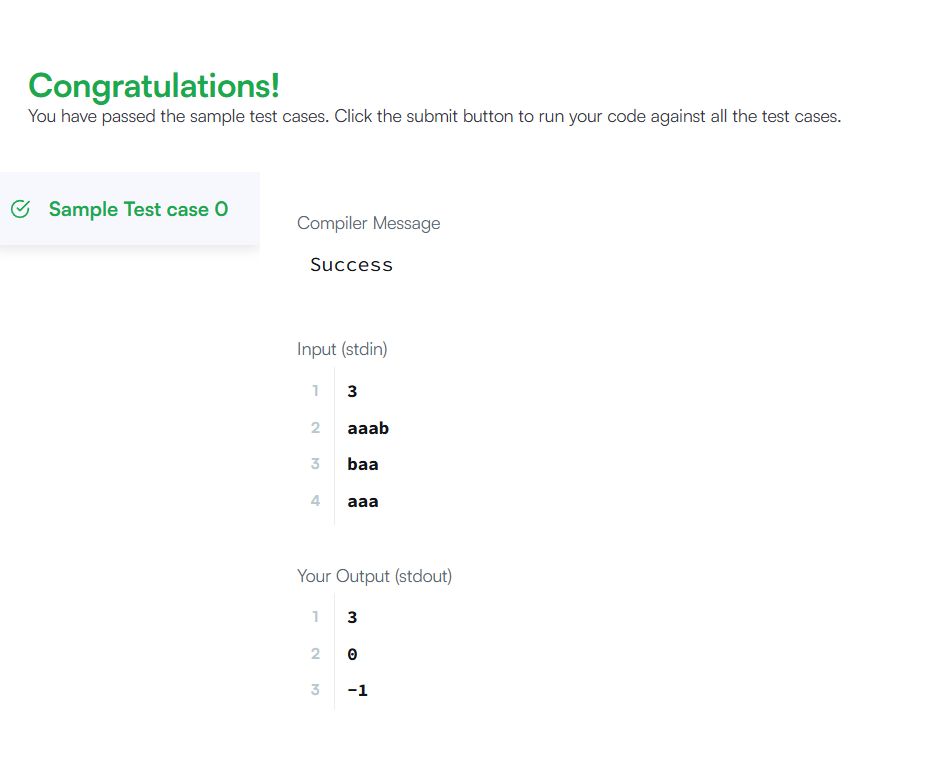 Congratulations!
You have passed the sample test cases. Click the submit button to run your code against all the test cases.
Sample Test case 0
Compiler Message
Success
Input (stdin)
1 3
2 aaab
3 baa
4 aaa
Your Output (stdout)
1 3
2 0
3 -1